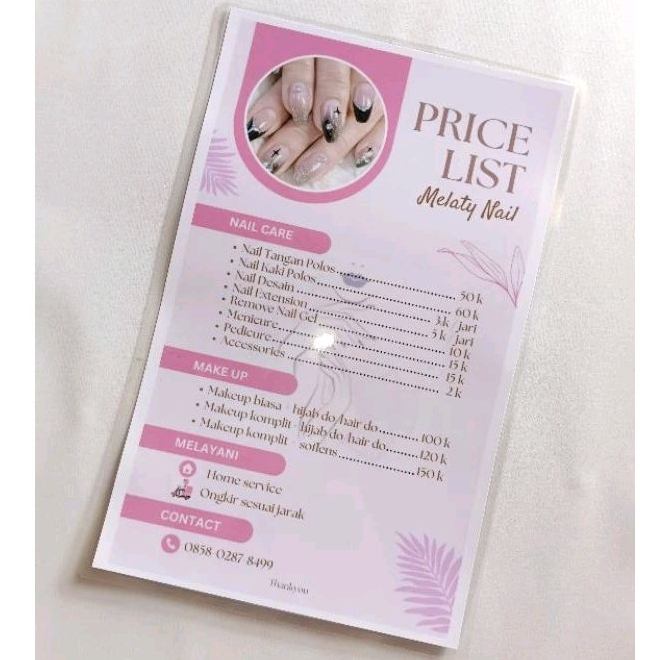 PRICE
LIST
Melaty Nail
NAIL CARE
• Nail Tangan Polos........................50 k
• Nail Kaki Polos........................60 k
• Nail Desain........................3 k / jari
• Nail Extension........................5 k / jari
• Remove Nail Gel........................10 k
• Menicure........................15 k
• Pedicure........................15 k
• Accessories........................2 k
MAKE UP
• Makeup biasa - hijab do/hair do..........100 k
• Makeup komplit - hijab do/hair do........120 k
• Makeup komplit - soflens....................150 k
MELAYANI
Home service
Ongkir sesuai jarak
CONTACT
0858-0287-8499
Thankyou